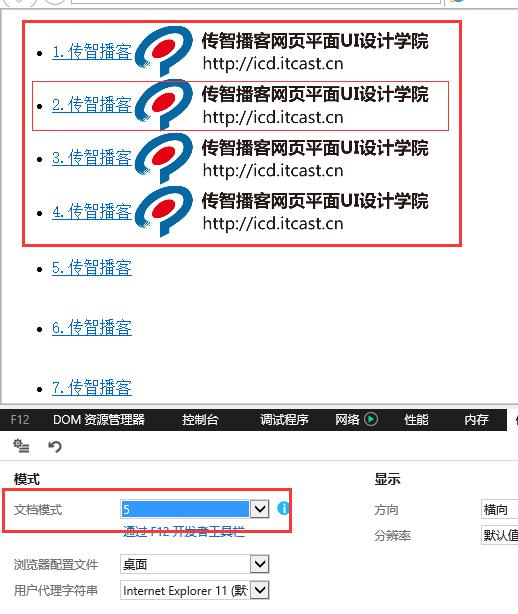 1.传智播客 传智播客网页平面UI设计学院
http://icd.itcast.cn
2.传智播客 传智播客网页平面UI设计学院
http://icd.itcast.cn
3.传智播客 传智播客网页平面UI设计学院
http://icd.itcast.cn
4.传智播客 传智播客网页平面UI设计学院
http://icd.itcast.cn
5.传智播客
6.传智播客
7.传智播客
F12 DOM 资源管理器 控制台 调试程序 网络 性能 内存
模式 显示
文档模式 5 方向 横向
通过 F12 开发者工具栏 分辨率 默认值
浏览器配置文件 桌面
用户代理字符串 Internet Explorer 11 (默